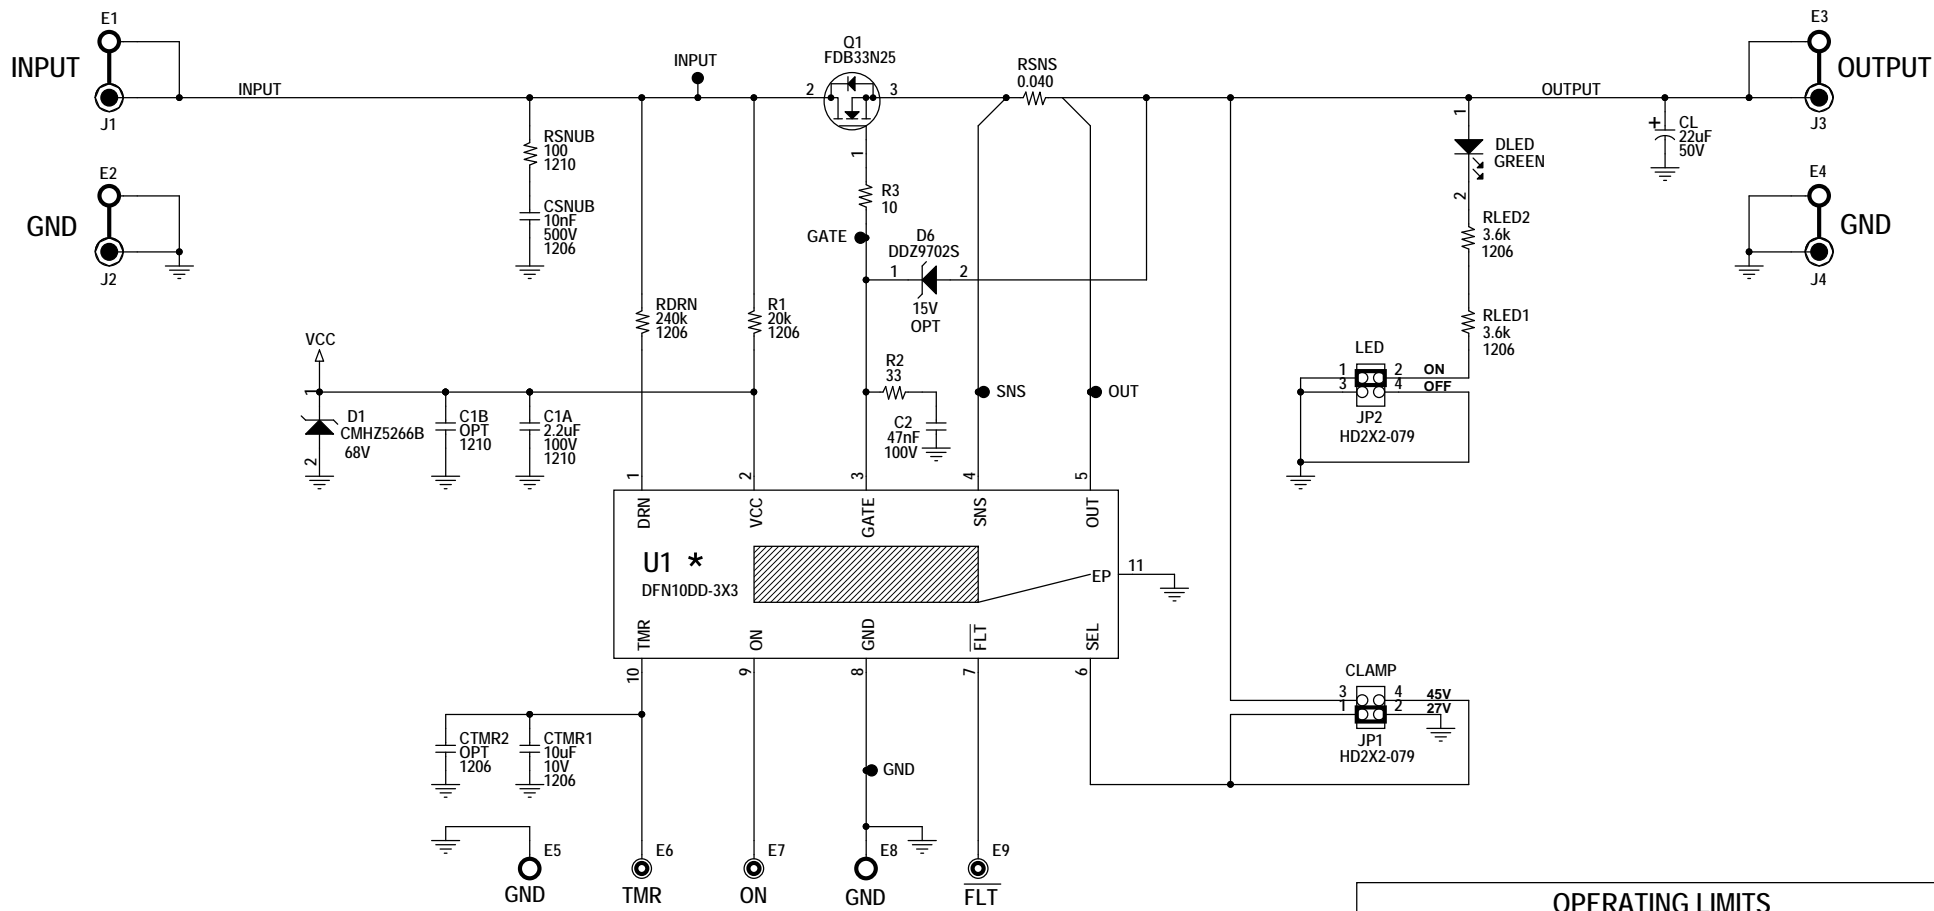 E1
INPUT
J1
E2
GND
J2
INPUT
RSNUB
100
1210
CSNUB
10nF
500V
1206
INPUT
Q1
FDB33N25
2
3
1
RSNS
0.040
R3
10
GATE
D6
DDZ9702S
1
2
15V
OPT
RDRN
240k
1206
R1
20k
1206
R2
33
C2
47nF
100V
SNS
OUT
VCC
1
D1
CMHZ5266B
68V
2
C1B
OPT
1210
C1A
2.2uF
100V
1210
OUTPUT
E3
OUTPUT
J3
CL
+
22uF
50V
E4
GND
J4
1
DLED
GREEN
2
RLED2
3.6k
1206
RLED1
3.6k
1206
LED
1
2
ON
3
4
OFF
JP2
HD2X2-079
1
2
3
4
5
DRN
VCC
GATE
SNS
OUT
U1 *
DFN10DD-3X3
EP
11
TMR
ON
GND
FLT
SEL
10
9
8
7
6
CLAMP
3
4
45V
1
2
27V
JP1
HD2X2-079
CTMR2
OPT
1206
CTMR1
10uF
10V
1206
GND
E5
GND
E6
TMR
E7
ON
E8
GND
E9
FLT
OPERATING LIMITS